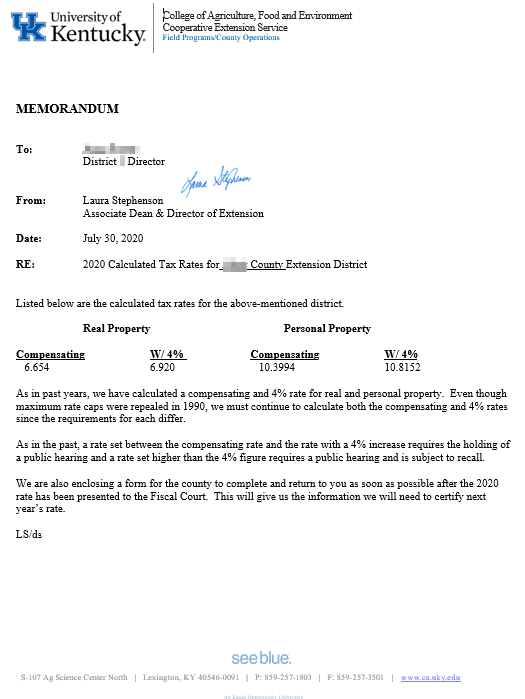 University of
Kentucky.
College of Agriculture, Food and Environment
Cooperative Extension Service
Field Programs/County Operations
MEMORANDUM
To:
District Director
Laura Stephenson
From: Laura Stephenson
Associate Dean & Director of Extension
Date: July 30, 2020
RE: 2020 Calculated Tax Rates for County Extension District
Listed below are the calculated tax rates for the above-mentioned district.
Real Property Personal Property
Compensating W/ 4% Compensating W/ 4%
6.654 6.920 10.3994 10.8152
As in past years, we have calculated a compensating and 4% rate for real and personal property. Even though
maximum rate caps were repealed in 1990, we must continue to calculate both the compensating and 4% rates
since the requirements for each differ.
As in the past, a rate set between the compensating rate and the rate with a 4% increase requires the holding of
a public hearing and a rate set higher than the 4% figure requires a public hearing and is subject to recall.
We are also enclosing a form for the county to complete and return to you as soon as possible after the 2020
rate has been presented to the Fiscal Court. This will give us the information we will need to certify next
year's rate.
LS/ds
seeblue.
S-107 Ag Science Center North | Lexington, KY 40546-0091 | P: 859-257-1803 | F: 859-257-3501 | www.ca.uky.edu
An Equal Opportunity University